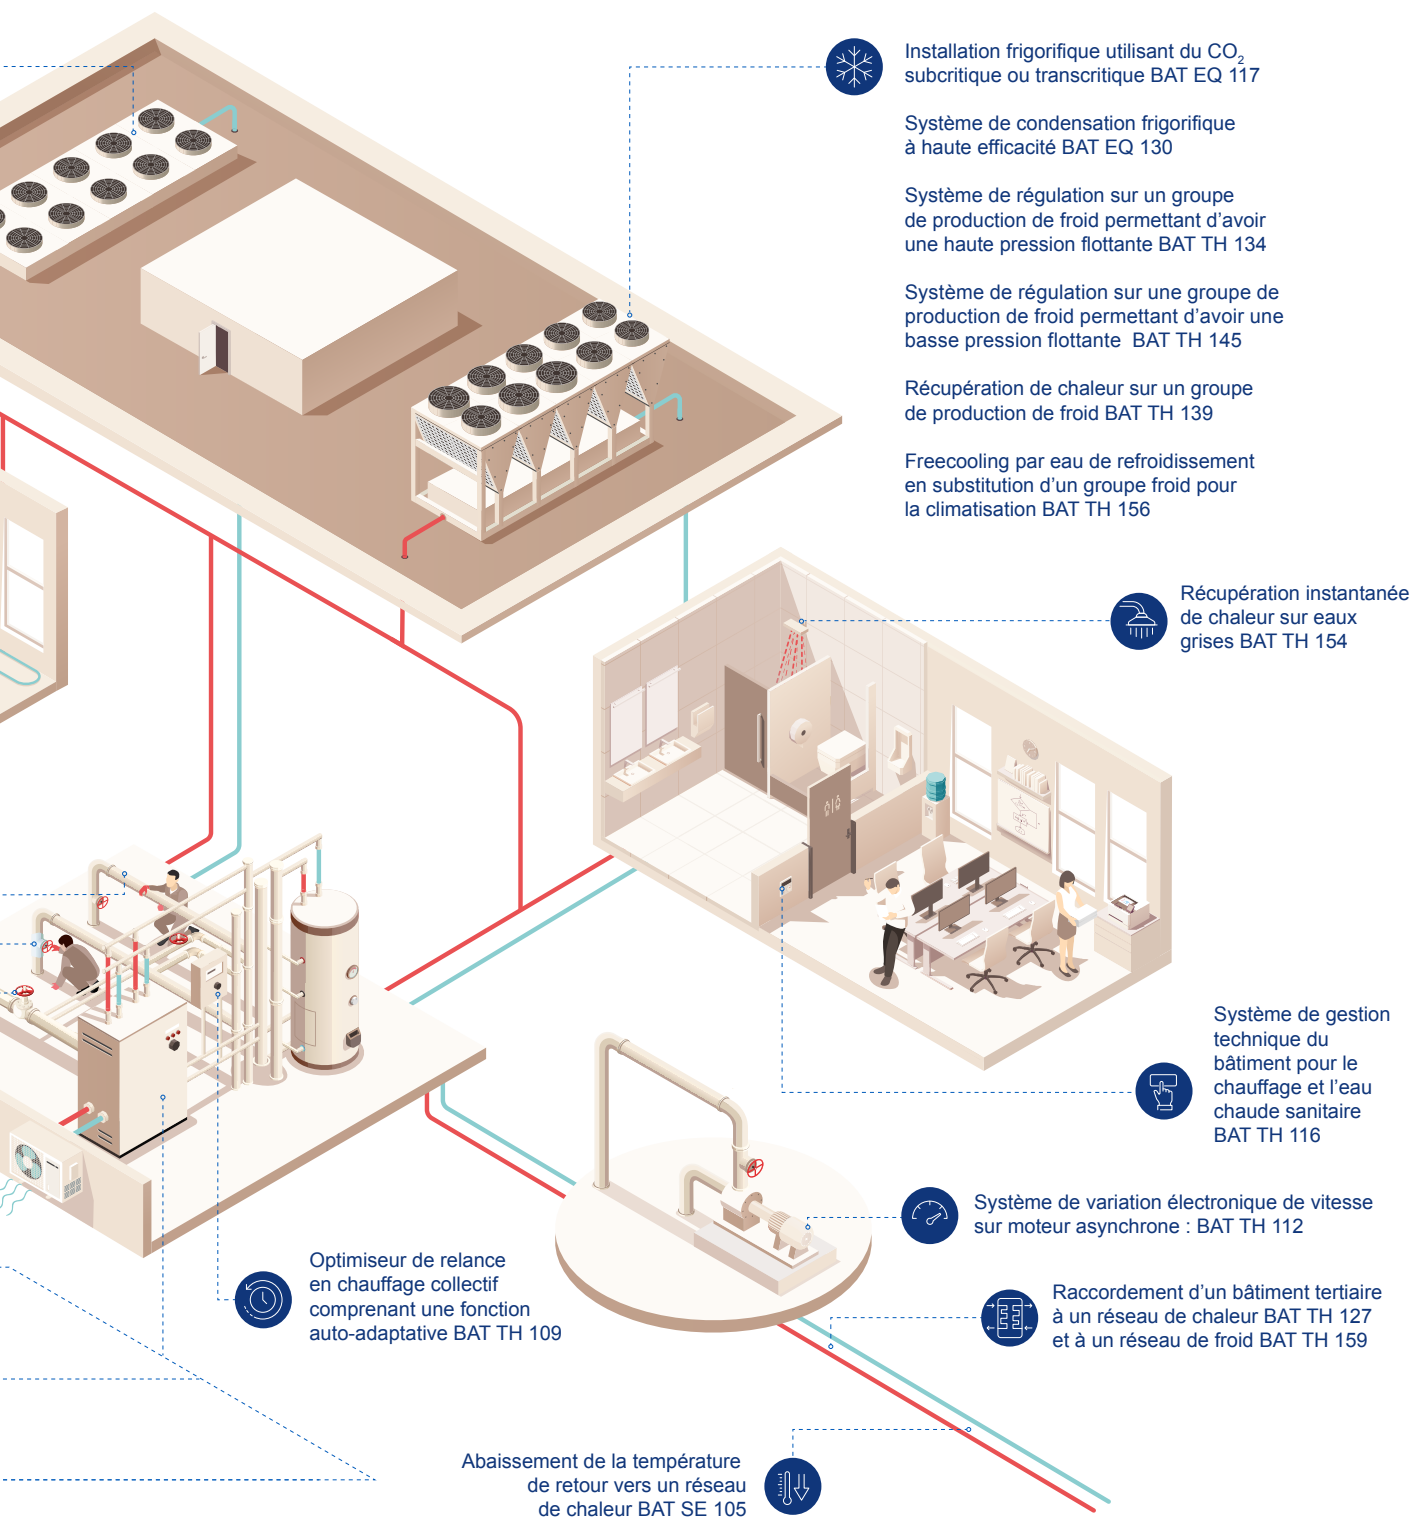 Installation frigorifique utilisant du CO₂
subcritique ou transcritique BAT EQ 117
Système de condensation frigorifique
à haute efficacité BAT EQ 130
Système de régulation sur un groupe
de production de froid permettant d’avoir
une haute pression flottante BAT TH 134
Système de régulation sur une groupe de
production de froid permettant d’avoir une
basse pression flottante BAT TH 145
Récupération de chaleur sur un groupe
de production de froid BAT TH 139
Freecooling par eau de refroidissement
en substitution d’un groupe froid pour
la climatisation BAT TH 156
Récupération instantanée
de chaleur sur eaux
grises BAT TH 154
Système de gestion
technique du
bâtiment pour le
chauffage et l’eau
chaude sanitaire
BAT TH 116
Système de variation électronique de vitesse
sur moteur asynchrone : BAT TH 112
Optimiseur de relance
en chauffage collectif
comprenant une fonction
auto-adaptative BAT TH 109
Raccordement d’un bâtiment tertiaire
à un réseau de chaleur BAT TH 127
et à un réseau de froid BAT TH 159
Abaissement de la température
de retour vers un réseau
de chaleur BAT SE 105